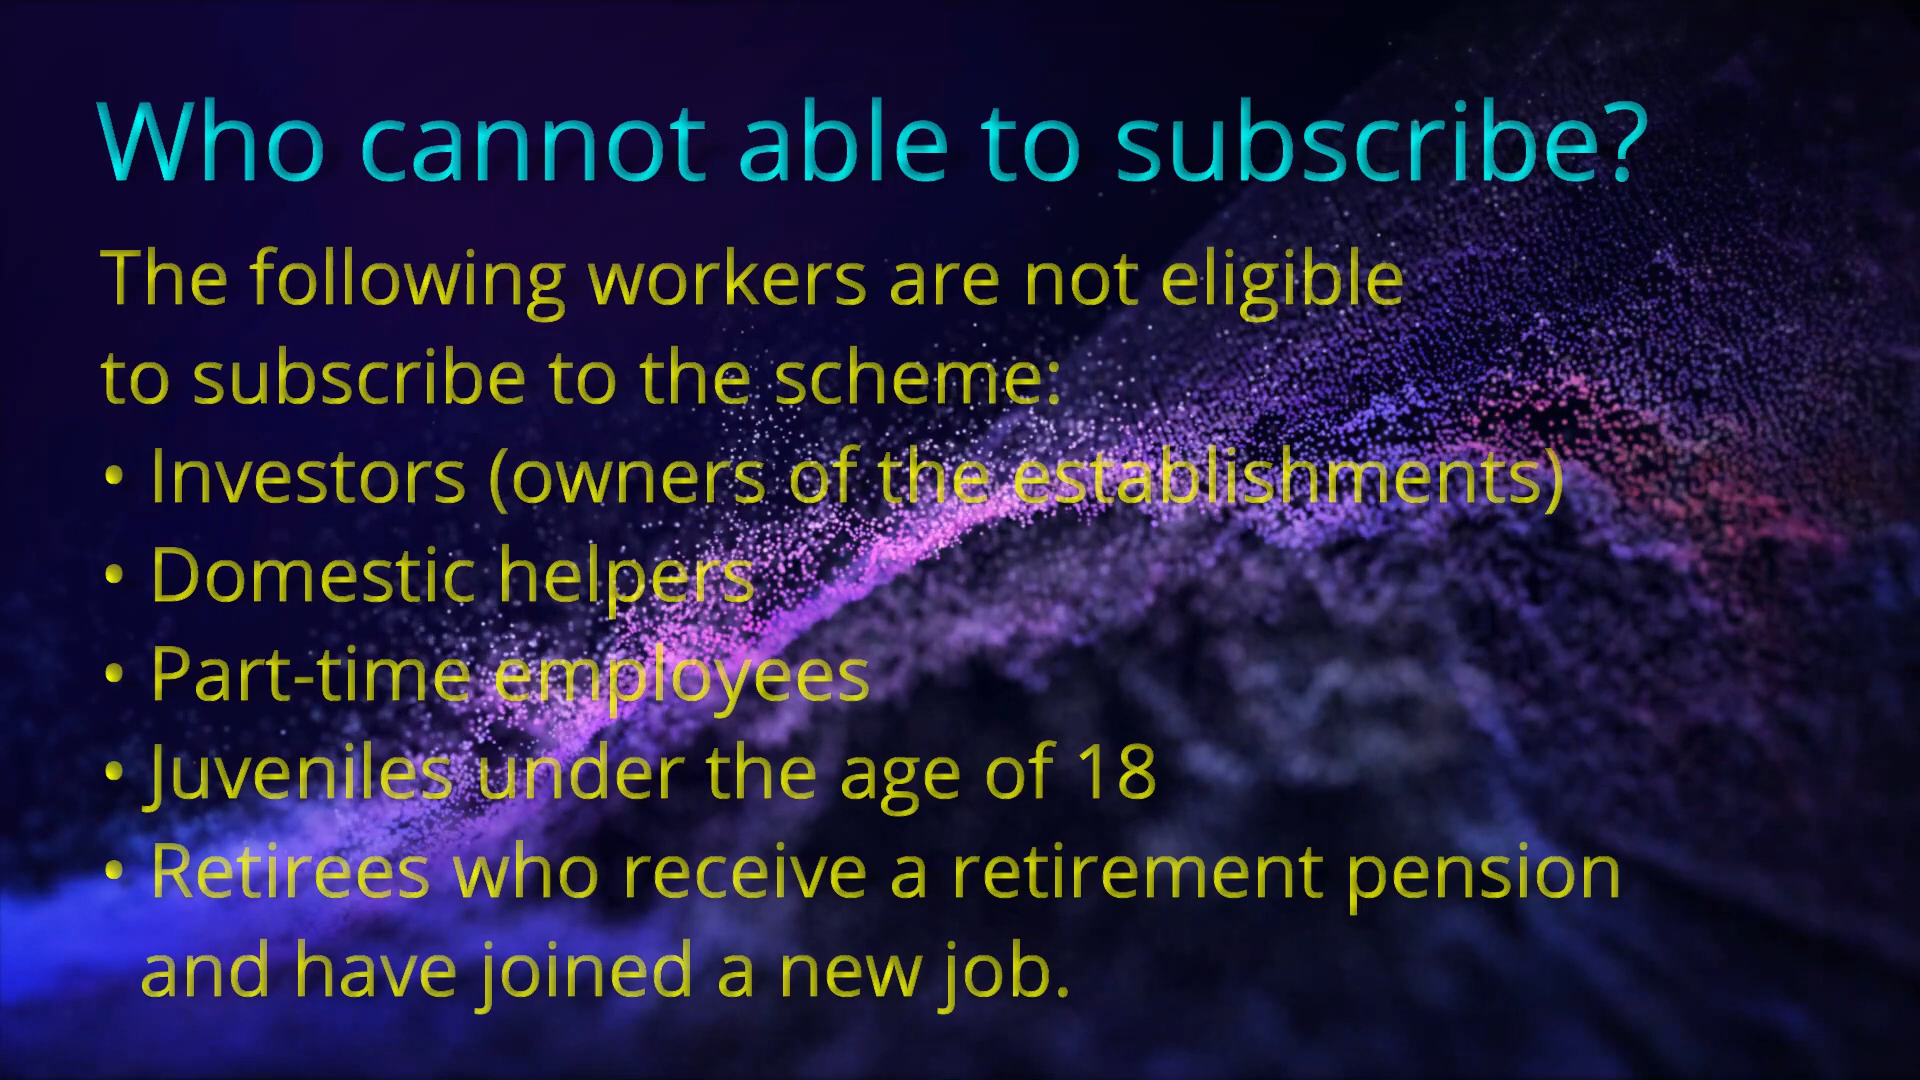 Who cannot able to subscribe?
The following workers are not eligible
to subscribe to the scheme:
• Investors (owners of the establishments)
• Domestic helpers
• Part-time employees
• Juveniles under the age of 18
• Retirees who receive a retirement pension
and have joined a new job.